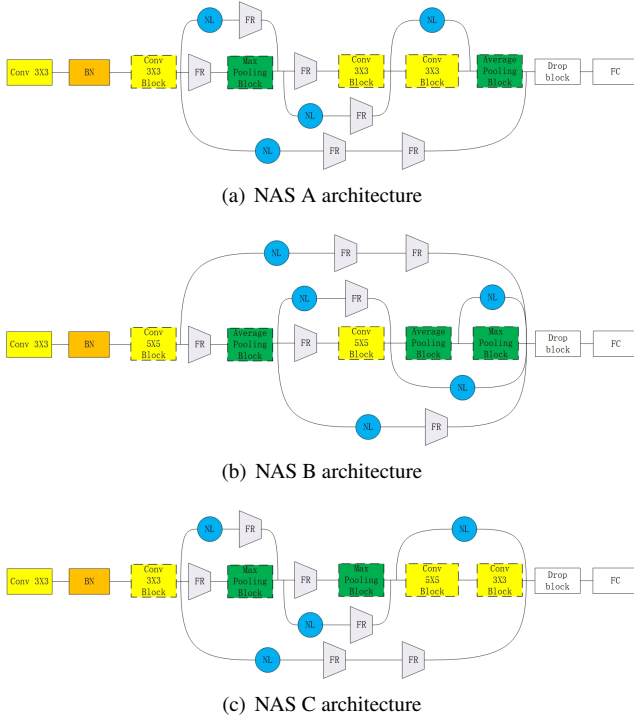 NL
FR
NL
Conv 3X3
BN
Conv
3X3
Block
FR
Max
Pooling
Block
FR
Conv
3X3
Block
Conv
3X3
Block
Average
Pooling
Block
Drop
block
FC
NL
FR
NL
FR
FR
(a) NAS A architecture
NL
FR
FR
NL
FR
NL
Conv 3X3
BN
Conv
5X5
Block
FR
Average
Pooling
Block
FR
Conv
5X5
Block
Average
Pooling
Block
Max
Pooling
Block
Drop
block
FC
NL
NL
FR
(b) NAS B architecture
NL
FR
NL
Conv 3X3
BN
Conv
3X3
Block
FR
Max
Pooling
Block
FR
Max
Pooling
Block
Conv
5X5
Block
Conv
3X3
Block
Drop
block
FC
NL
FR
NL
FR
FR
(c) NAS C architecture